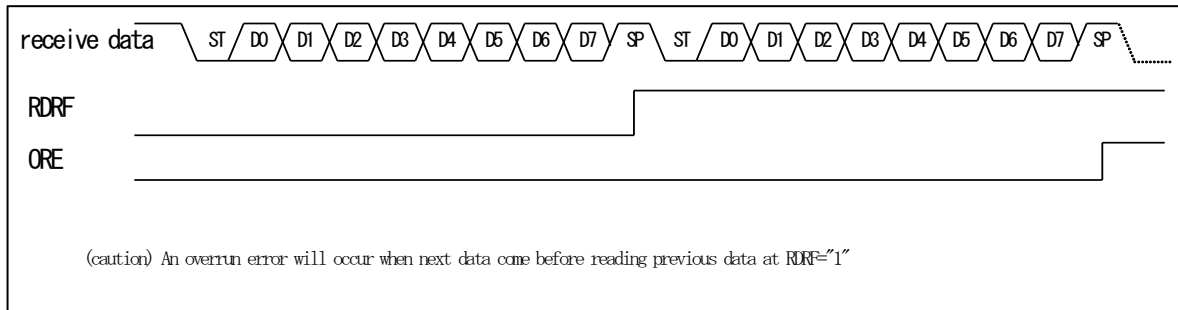 receive data ST D0 D1 D2 D3 D4 D5 D6 D7 SP ST D0 D1 D2 D3 D4 D5 D6 D7 SP
RDRF
ORE
(caution) An overrun error will occur when next data come before reading previous data at RDRF="1"